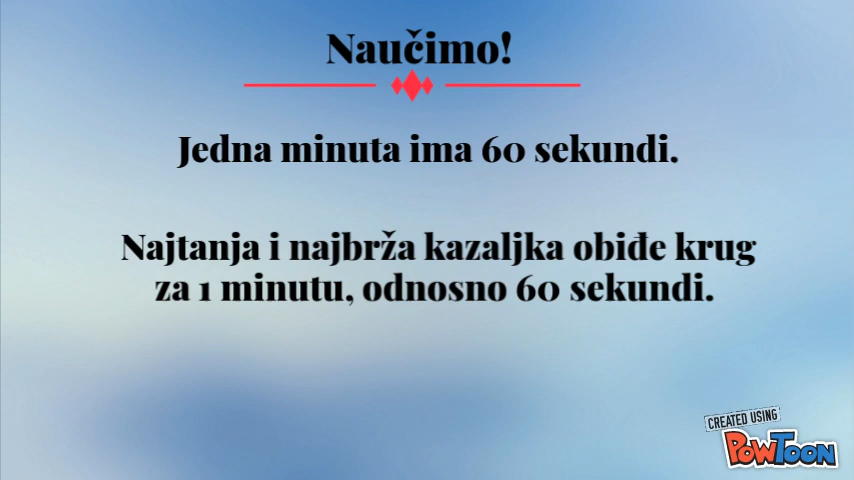 Naučimo!
Jedna minuta ima 60 sekundi.
Najtanja i najbrža kazaljka obiđe krug
za 1 minutu, odnosno 60 sekundi.
CREATED USING
POWTOON